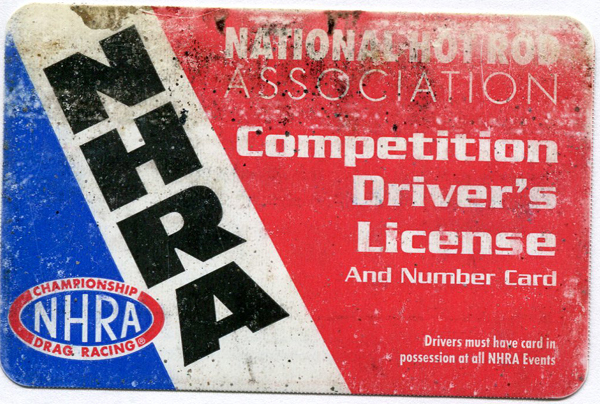 NATIONAL HOT ROD
ASSOCIATION
NHRA
Competition
Driver's
License
And Number Card
CHAMPIONSHIP
NHRA
DRAG RACING®
Drivers must have card in
possession at all NHRA Events